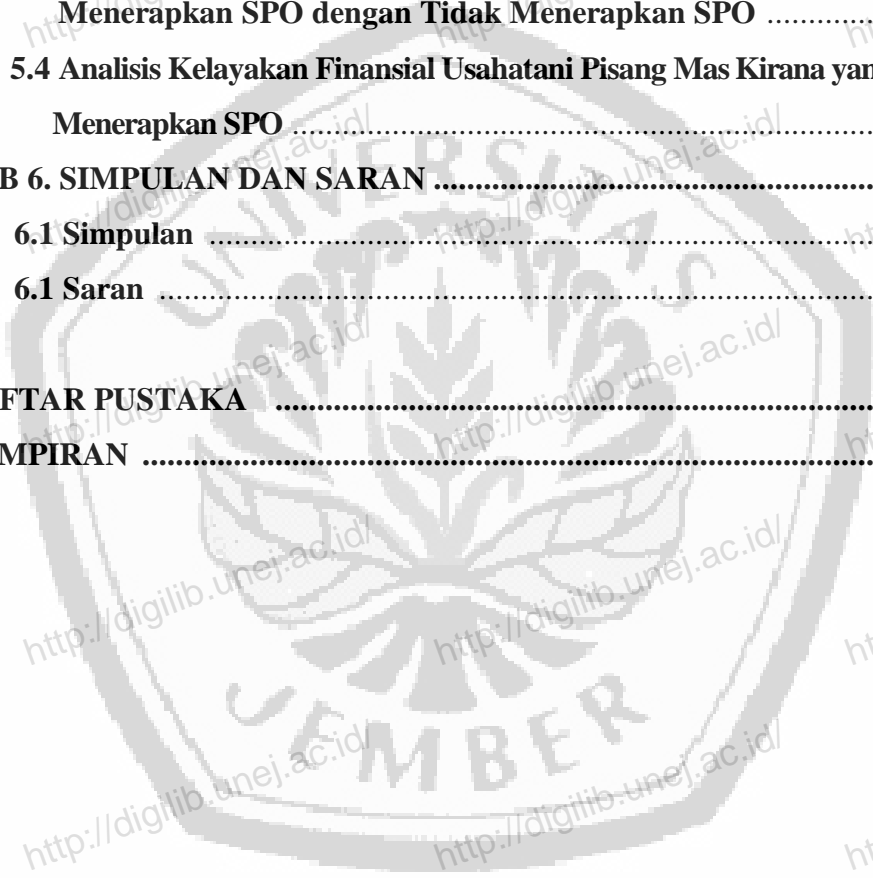 Menerapkan SPO dengan Tidak Menerapkan SPO ..............
5.4 Analisis Kelayakan Finansial Usahatani Pisang Mas Kirana yan
Menerapkan SPO ..............................................................
B 6. SIMPULAN DAN SARAN ..............................................
6.1 Simpulan ..............................................................
6.1 Saran ..............................................................
FTAR PUSTAKA ..............................................................
MPIRAN ..............................................................
UNIVERSITAS
JEMBER
http://digilib.unej.ac.id/
http://digilib.unej.ac.id/
http://digilib.unej.ac.id/
http://digilib.unej.ac.id/
http://digilib.unej.ac.id/
http://digilib.unej.ac.id/
http://digilib.unej.ac.id/
http://digilib.unej.ac.id/